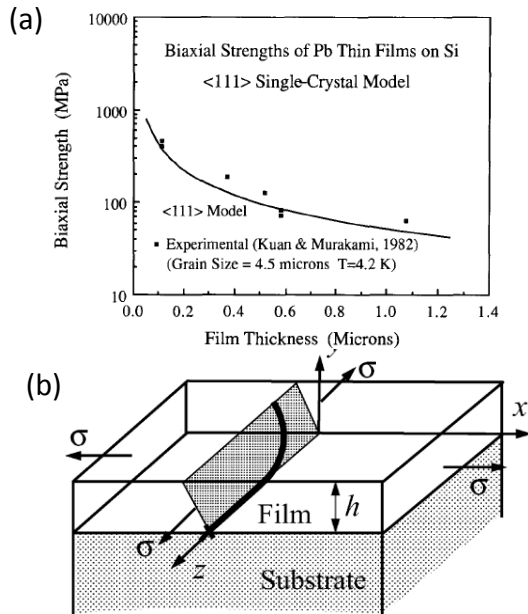 (a)
Biaxial Strengths of Pb Thin Films on Si
<111> Single-Crystal Model
Biaxial Strength (MPa)
10000
1000
100
10
<111> Model
Experimental (Kuan & Murakami, 1982)
(Grain Size = 4.5 microns T=4.2 K)
0.0 0.2 0.4 0.6 0.8 1.0 1.2 1.4
Film Thickness (Microns)
(b)
y
σ
x
σ
σ
h
Film
σ
z
Substrate